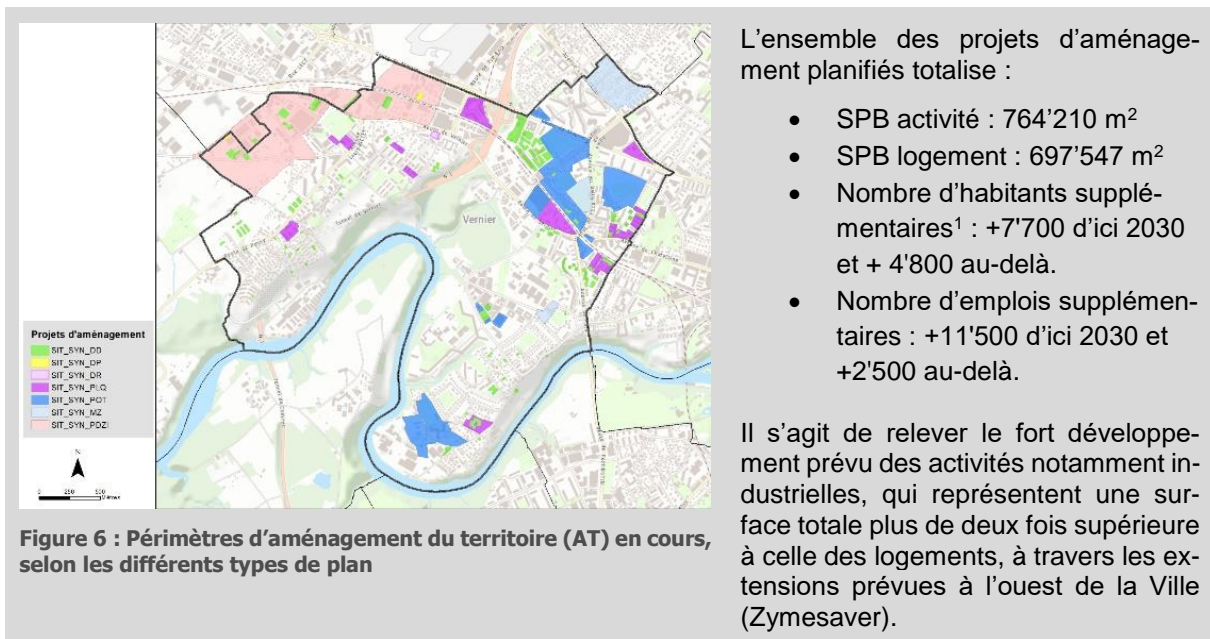 L'ensemble des projets d'aménage-
ment planifiés totalise :
• SPB activité : 764'210 m²
• SPB logement : 697'547 m²
• Nombre d'habitants supplé-
mentaires¹ : +7'700 d'ici 2030
et + 4'800 au-delà.
• Nombre d'emplois supplémen-
taires : +11'500 d'ici 2030 et
+2'500 au-delà.
Il s'agit de relever le fort développe-
ment prévu des activités notamment in-
dustrielles, qui représentent une sur-
face totale plus de deux fois supérieure
à celle des logements, à travers les ex-
tensions prévues à l'ouest de la Ville
(Zymesaver).
Vernier
Projets d'aménagement
SIT_SYN_DD
SIT_SYN_DP
SIT_SYN_DR
SIT_SYN_PLQ
SIT_SYN_POT
SIT_SYN_MZ
SIT_SYN_PDZI
N
0 250 500
Mètres
Figure 6 : Périmètres d'aménagement du territoire (AT) en cours,
selon les différents types de plan